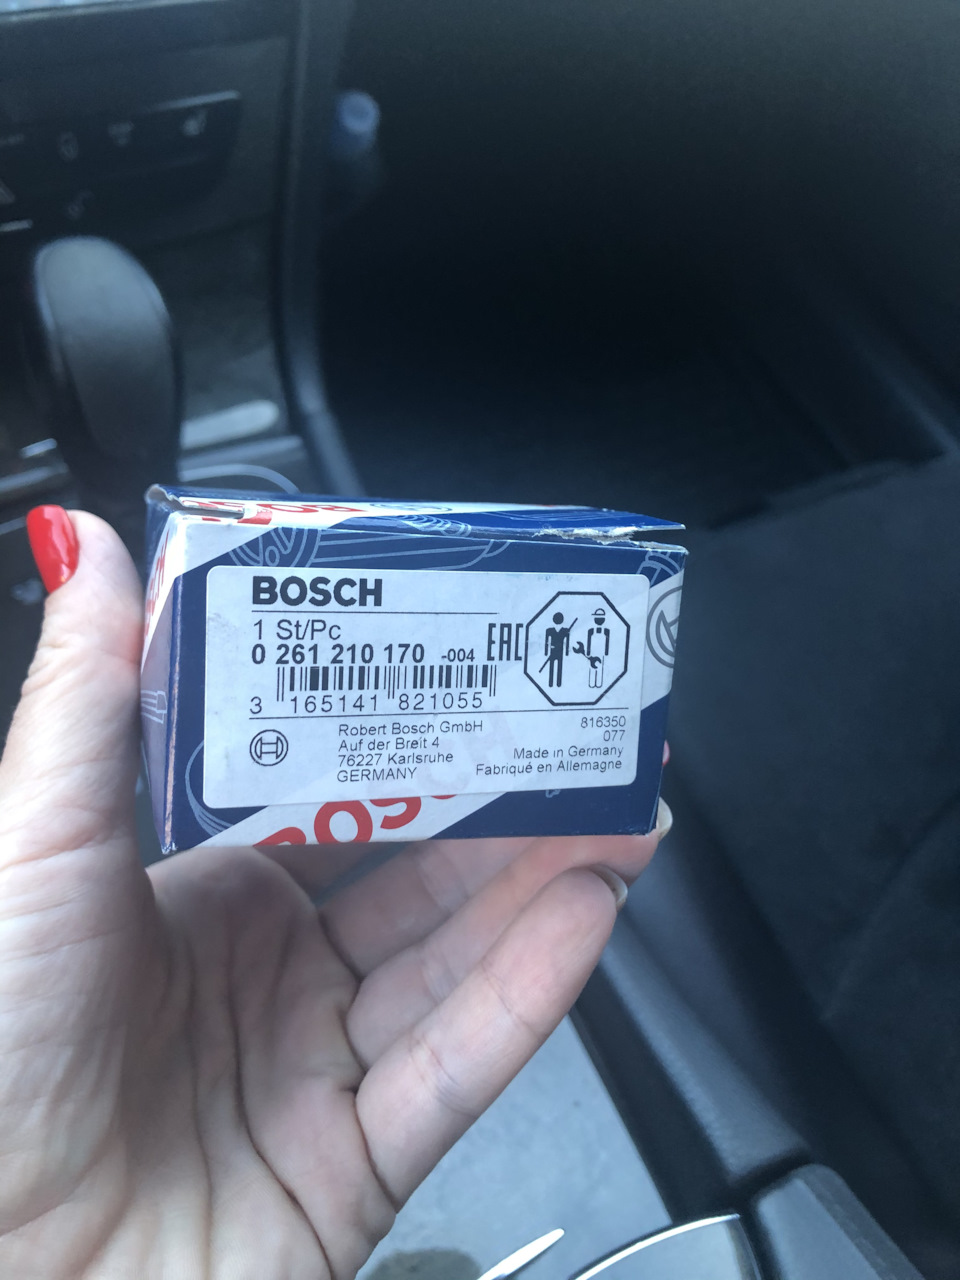 BOSCH
1 St/Pc
0 261 210 170 -004 EAC
3 165141 821055
Robert Bosch GmbH
Auf der Breit 4
76227 Karlsruhe
GERMANY
816350
077
Made in Germany
Fabriqué en Allemagne
BOSCH